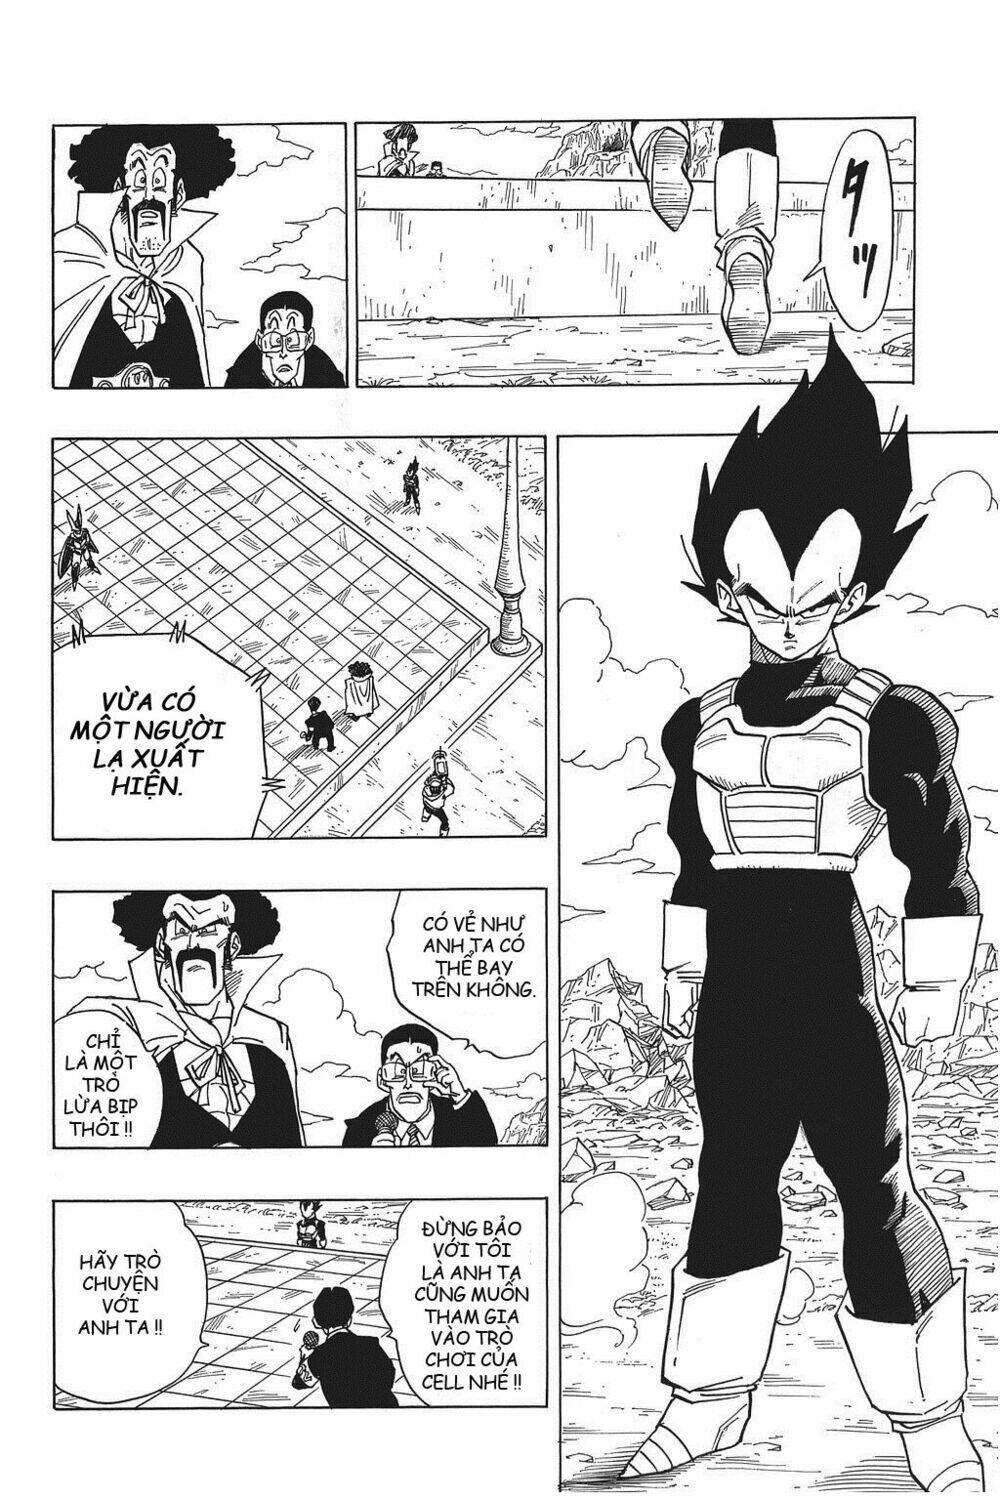 タッ
VỪA CÓ
MỘT NGƯỜI
LẠ XUẤT
HIỆN.
CÓ VẺ NHƯ
ANH TA CÓ
THỂ BAY
TRÊN KHÔNG.
CHỈ
LÀ MỘT
TRÒ
LỪA BỊP
THÔI !!
ĐỪNG BẢO
VỚI TÔI
LÀ ANH TA
CŨNG MUỐN
THAM GIA
VÀO TRÒ
CHƠI CỦA
CELL NHÉ !!
HÃY TRÒ
CHUYỆN
VỚI
ANH TA !!